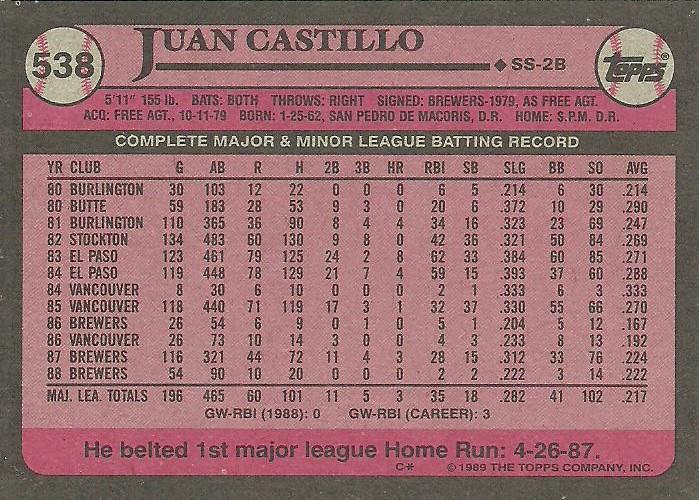 538
JUAN CASTILLO
◆ SS-2B
TOPPS
5'11" 155 lb. BATS: BOTH THROWS: RIGHT SIGNED: BREWERS-1979, AS FREE AGT.
ACQ: FREE AGT., 10-11-79 BORN: 1-25-62, SAN PEDRO DE MACORIS, D.R. HOME: S.P.M. D.R.
COMPLETE MAJOR & MINOR LEAGUE BATTING RECORD
YR CLUB G AB R H 2B 3B HR RBI SB SLG BB SO AVG
80 BURLINGTON 30 103 12 22 0 0 0 6 5 .214 6 30 .214
80 BUTTE 59 183 28 53 9 3 0 20 6 .372 10 29 .290
81 BURLINGTON 110 365 36 90 8 4 4 34 16 .323 23 69 .247
82 STOCKTON 134 483 60 130 9 8 0 42 36 .321 50 84 .269
83 EL PASO 123 461 79 125 24 2 8 62 33 .384 60 85 .271
84 EL PASO 119 448 78 129 21 7 4 59 15 .393 37 60 .288
84 VANCOUVER 8 30 6 10 0 0 0 2 1 .333 6 3 .333
85 VANCOUVER 118 440 71 119 17 3 1 32 37 .330 55 66 .270
86 BREWERS 26 54 6 9 0 1 0 5 1 .204 5 12 .167
86 VANCOUVER 26 73 10 14 3 0 0 4 3 .233 8 13 .192
87 BREWERS 116 321 44 72 11 4 3 28 15 .312 33 76 .224
88 BREWERS 54 90 10 20 0 0 0 2 2 .222 3 14 .222
MAJ. LEA. TOTALS 196 465 60 101 11 5 3 35 18 .282 41 102 .217
GW-RBI (1988): 0 GW-RBI (CAREER): 3
He belted 1st major league Home Run: 4-26-87.
C* © 1989 THE TOPPS COMPANY, INC.